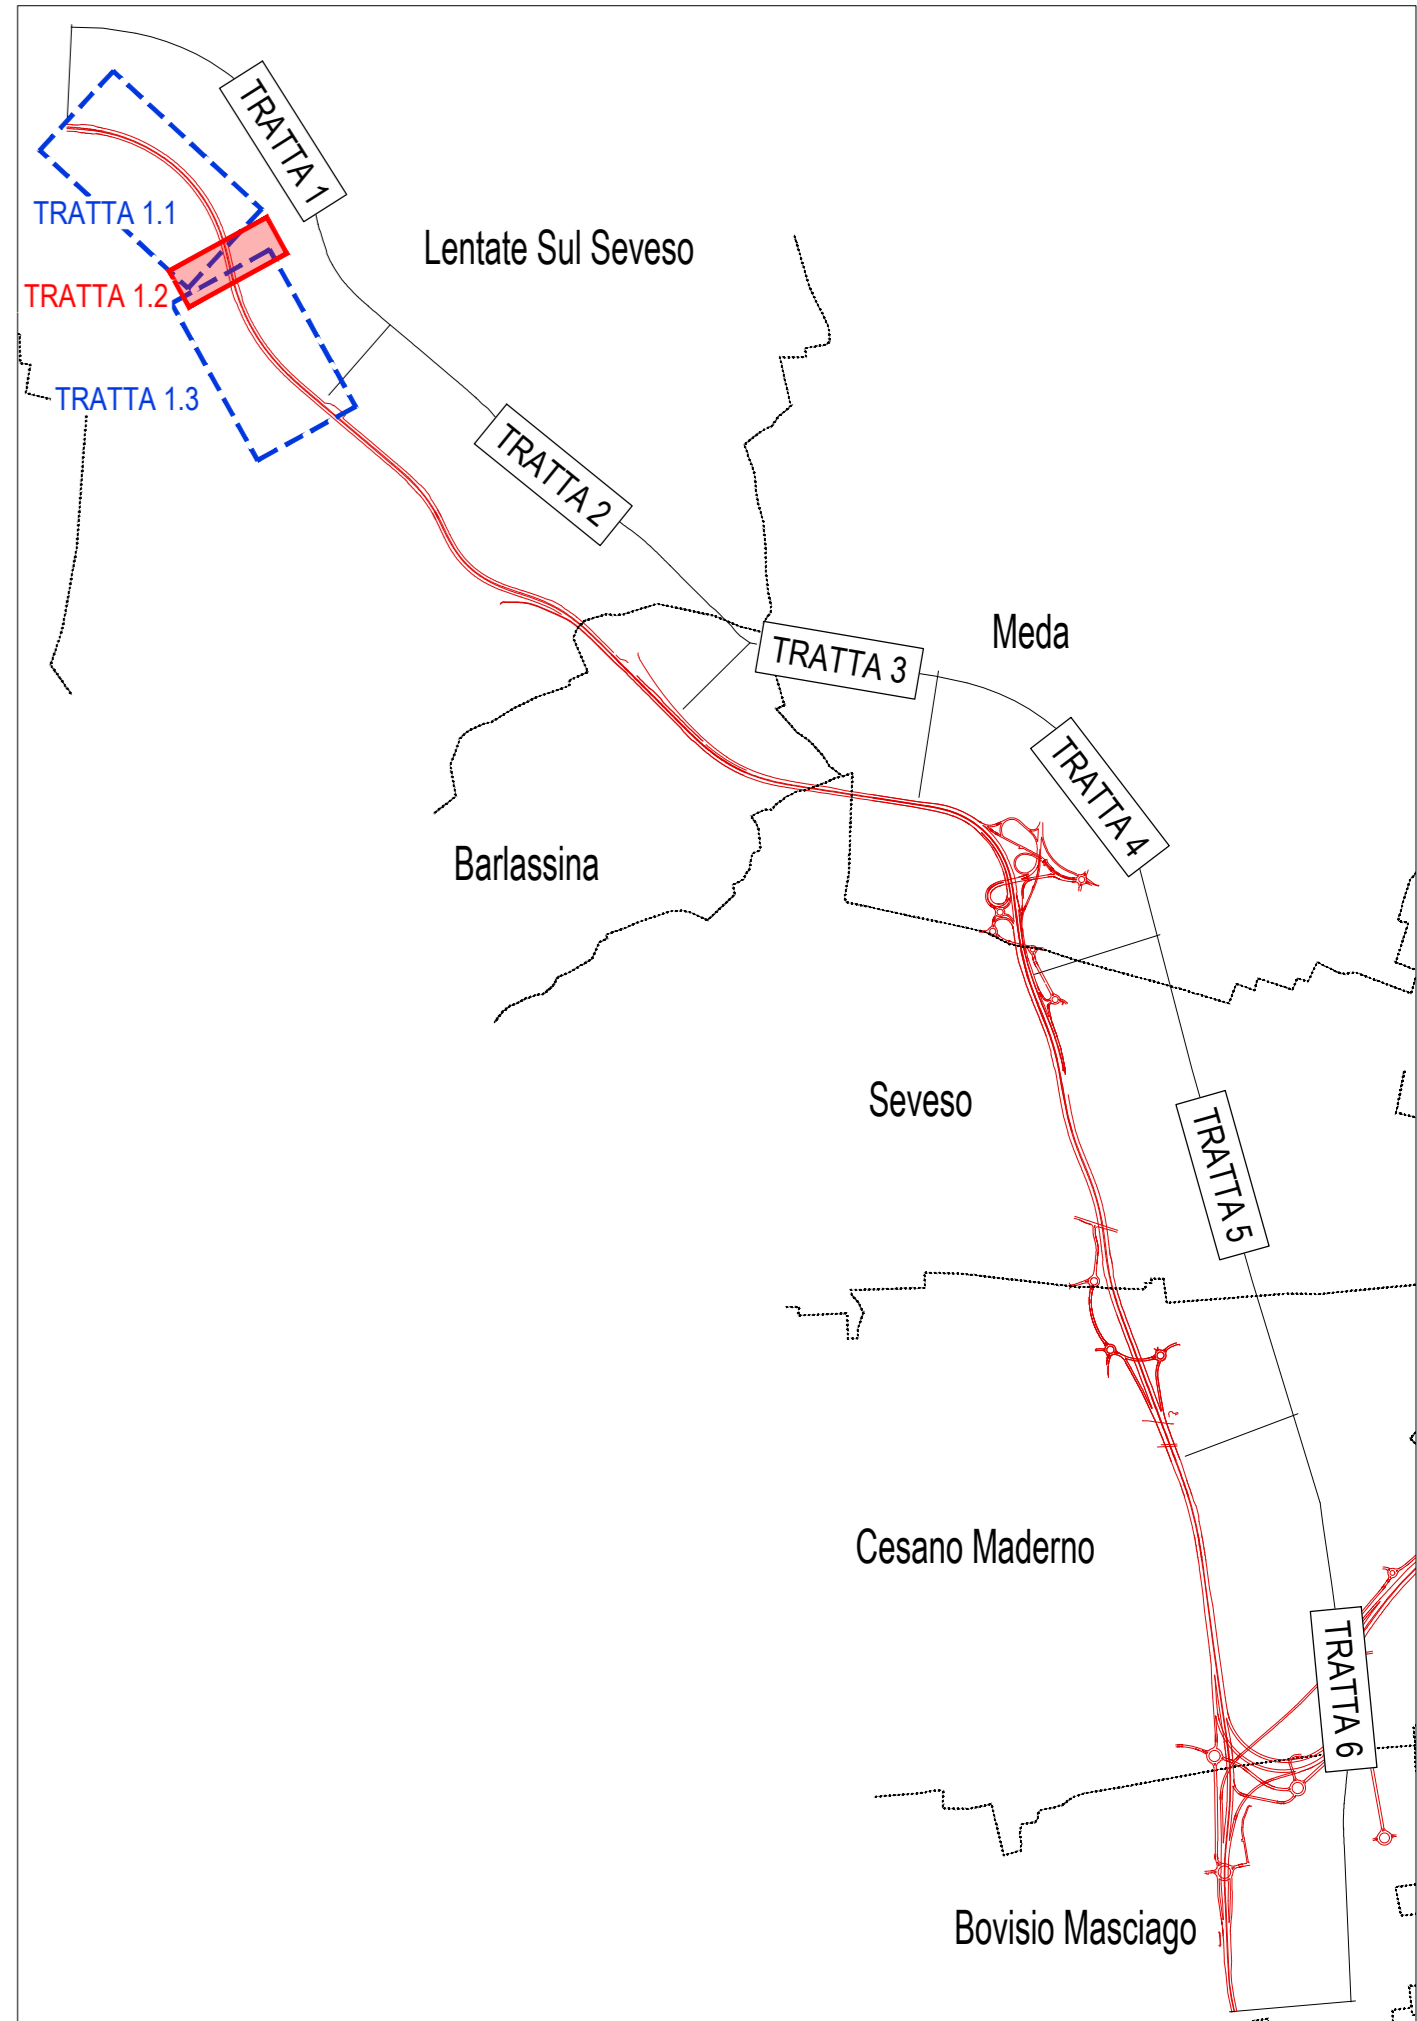 TRATTA 1
TRATTA 1.1
Lentate Sul Seveso
TRATTA 1.2
TRATTA 1.3
TRATTA 2
Meda
TRATTA 3
TRATTA 4
Barlassina
Seveso
TRATTA 5
Cesano Maderno
TRATTA 6
Bovisio Masciago